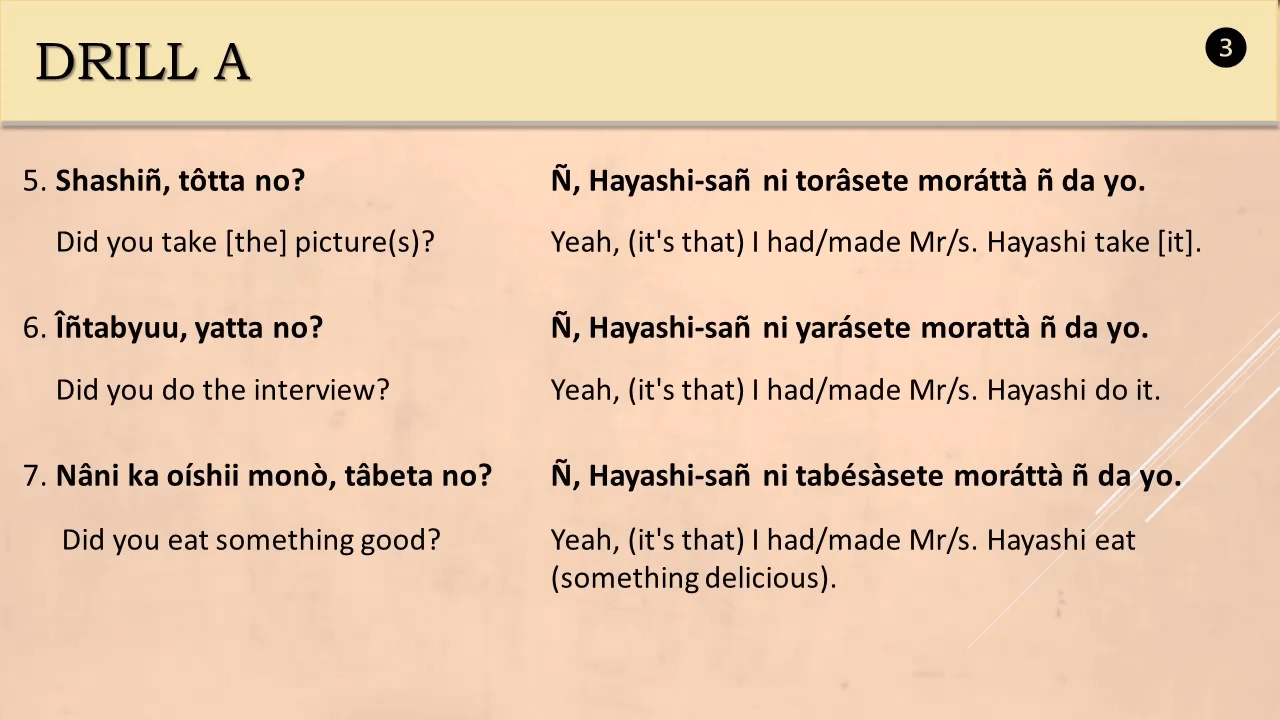 DRILL A
3
5. Shashiñ, tôtta no?
Ñ, Hayashi-sañ ni torâsete moráttà ñ da yo.
Did you take [the] picture(s)?
Yeah, (it's that) I had/made Mr/s. Hayashi take [it].
6. Îñtabyuu, yatta no?
Ñ, Hayashi-sañ ni yarásete morattà ñ da yo.
Did you do the interview?
Yeah, (it's that) I had/made Mr/s. Hayashi do it.
7. Nâni ka oíshii monò, tâbeta no?
Ñ, Hayashi-sañ ni tabésàsete moráttà ñ da yo.
Did you eat something good?
Yeah, (it's that) I had/made Mr/s. Hayashi eat
(something delicious).